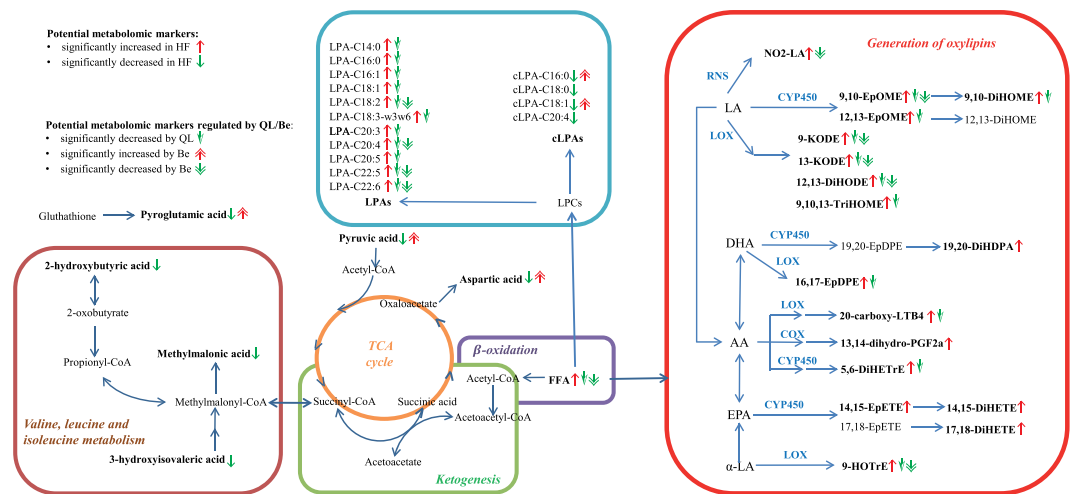 Potential metabolomic markers:
• significantly increased in HF ↑
• significantly decreased in HF ↓
Potential metabolomic markers regulated by QL/Be:
• significantly decreased by QL
• significantly increased by Be
• significantly decreased by Be
Gluthathione
Pyroglutamic acid
LPA-C14:0
LPA-C16:0
LPA-C16:1
LPA-C18:1
LPA-C18:2
LPA-C18:3-w3w6
LPA-C20:3
LPA-C20:4
LPA-C20:5
LPA-C22:5
LPA-C22:6
LPAs
cLPA-C16:0
cLPA-C18:0
cLPA-C18:1
cLPA-C20:4
cLPAs
LPCs
2-hydroxybutyric acid
2-oxobutyrate
Propionyl-CoA
Methylmalonic acid
Methylmalonyl-CoA
Valine, leucine and
isoleucine metabolism
3-hydroxyisovaleric acid
Pyruvic acid
Acetyl-CoA
Oxaloacetate
Aspartic acid
TCA
cycle
β-oxidation
Acetyl-CoA
FFA
Succinyl-CoA
Succinic acid
Acetoacetyl-CoA
Acetoacetate
Ketogenesis
Generation of oxylipins
NO2-LA
RNS
LA
CYP450
9,10-EpOME
9,10-DiHOME
12,13-EpOME
12,13-DiHOME
LOX
9-KODE
13-KODE
12,13-DiHODE
9,10,13-TriHOME
DHA
CYP450
19,20-EpDPE
19,20-DiHDPA
LOX
16,17-EpDPE
LOX
20-carboxy-LTB4
AA
COX
13,14-dihydro-PGF2a
CYP450
5,6-DiHETrE
EPA
CYP450
14,15-EpETE
14,15-DiHETE
17,18-EpETE
17,18-DiHETE
α-LA
LOX
9-HOTrE